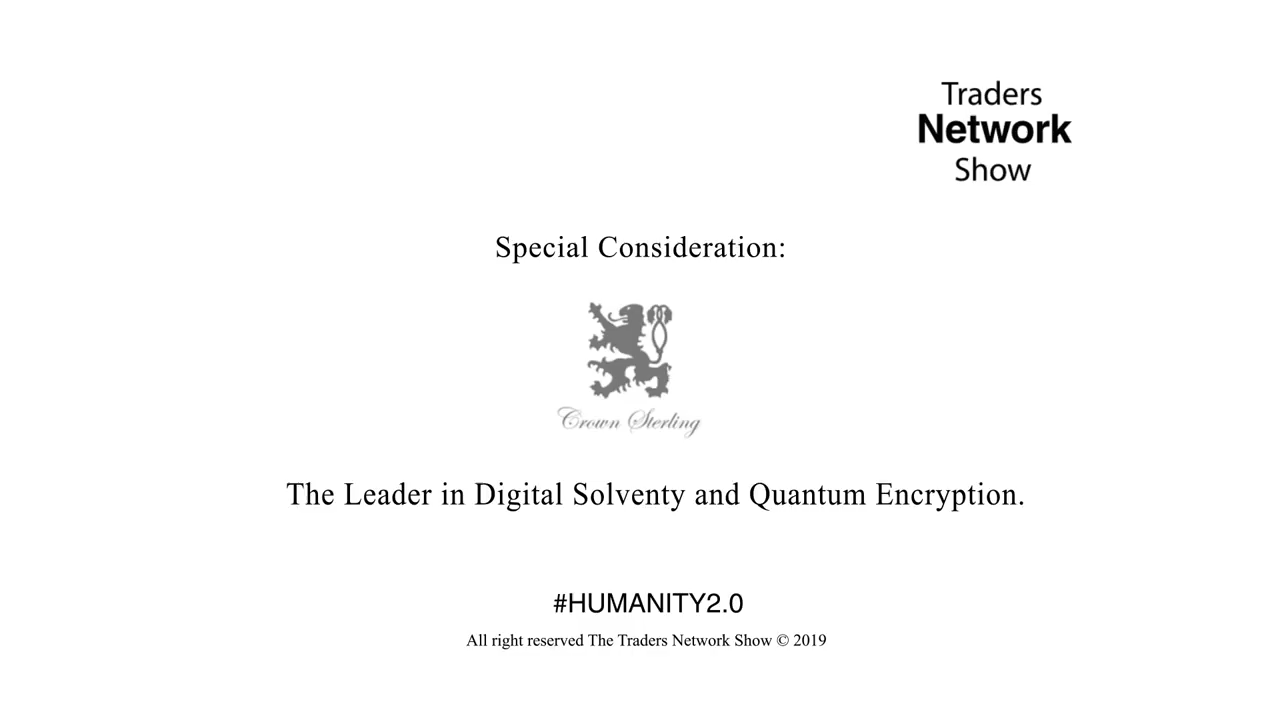 Traders
Network
Show
Special Consideration:
Crown Sterling
The Leader in Digital Solventy and Quantum Encryption.
#HUMANITY2.0
All right reserved The Traders Network Show © 2019